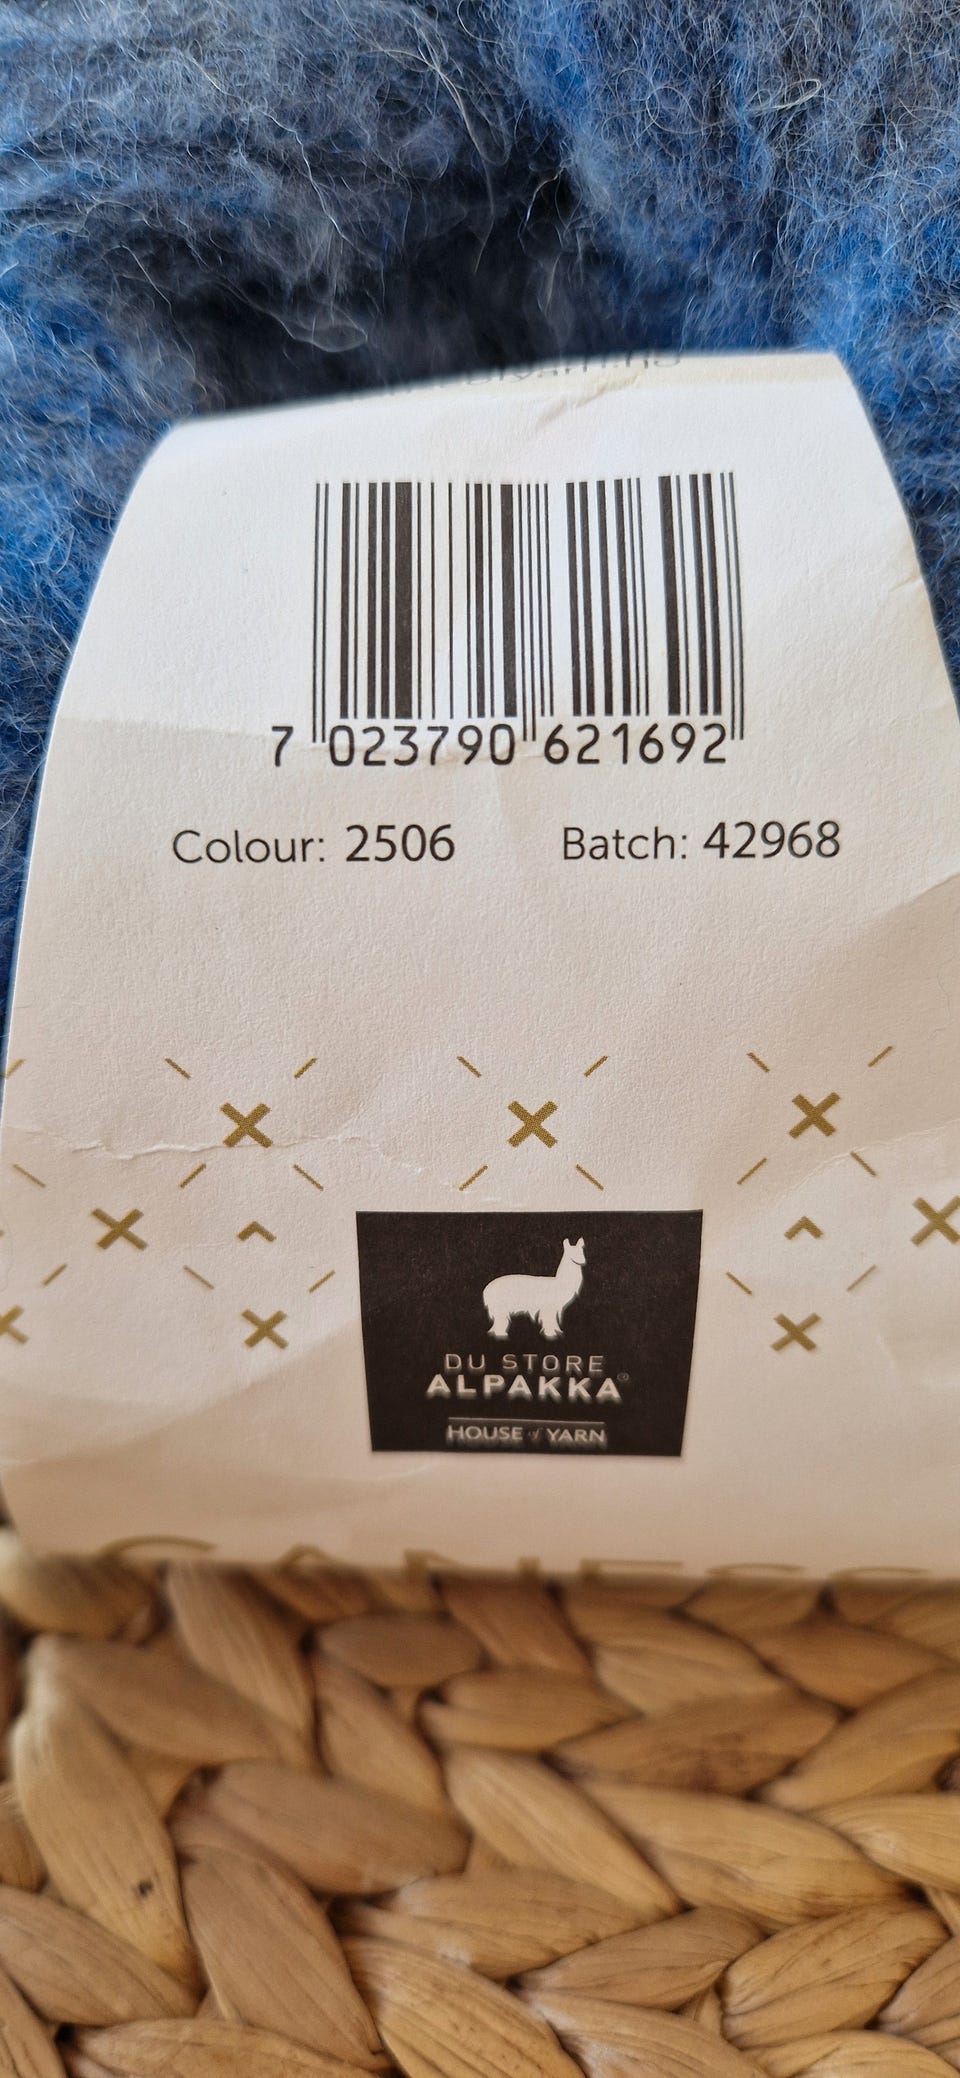 7 023790 621692
Colour: 2506 Batch: 42968
DU STORE
ALPAKKA®
HOUSE of YARN